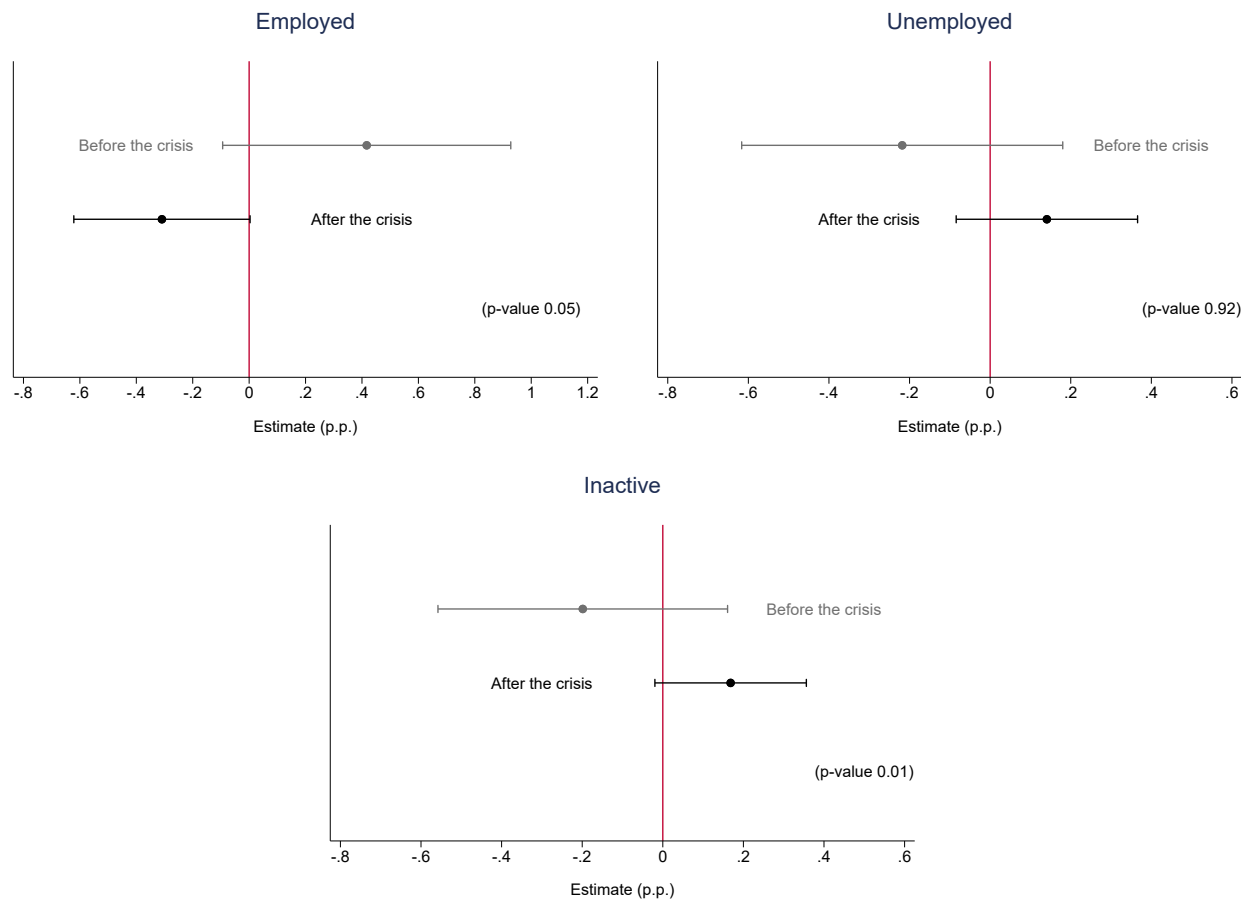 Employed
Before the crisis
After the crisis
(p-value 0.05)
-.8 -.6 -.4 -.2 0 .2 .4 .6 .8 1 1.2
Estimate (p.p.)
Unemployed
Before the crisis
After the crisis
(p-value 0.92)
-.8 -.6 -.4 -.2 0 .2 .4 .6
Estimate (p.p.)
Inactive
Before the crisis
After the crisis
(p-value 0.01)
-.8 -.6 -.4 -.2 0 .2 .4 .6
Estimate (p.p.)